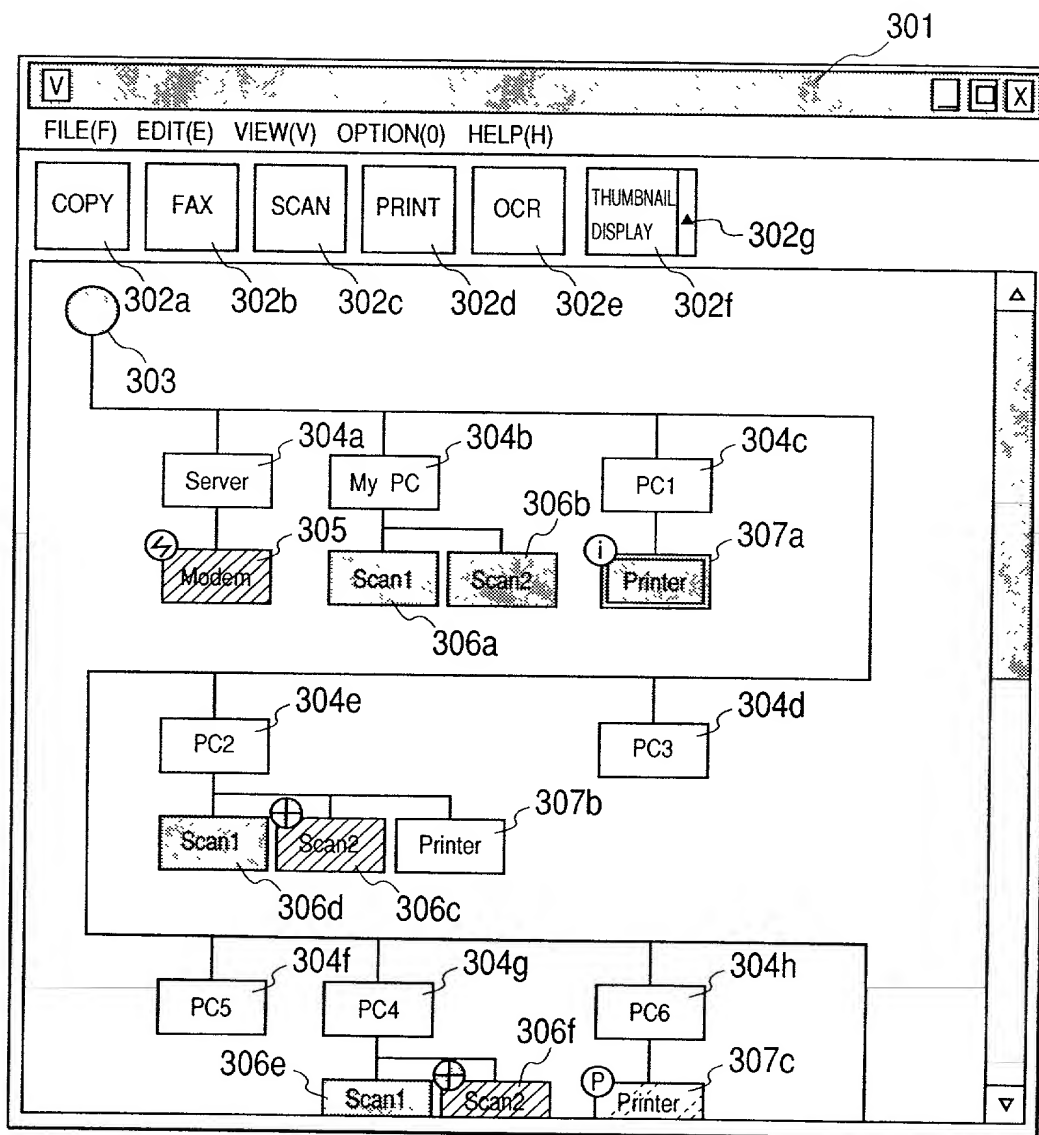 301
V _ X
FILE(F) EDIT(E) VIEW(V) OPTION(0) HELP(H)
COPY FAX SCAN PRINT OCR THUMBNAIL DISPLAY
302g
302a 302b 302c 302d 302e 302f
303
304a 304b 304c
Server My PC PC1
305 306b 307a
i
Modem Scan1 Scan2 Printer
306a
304e 304d
PC2 PC3
307b
Scan1 Scan2 Printer
306d 306c
304f 304g 304h
PC5 PC4 PC6
306e 306f 307c
P
Scan1 Scan2 Printer